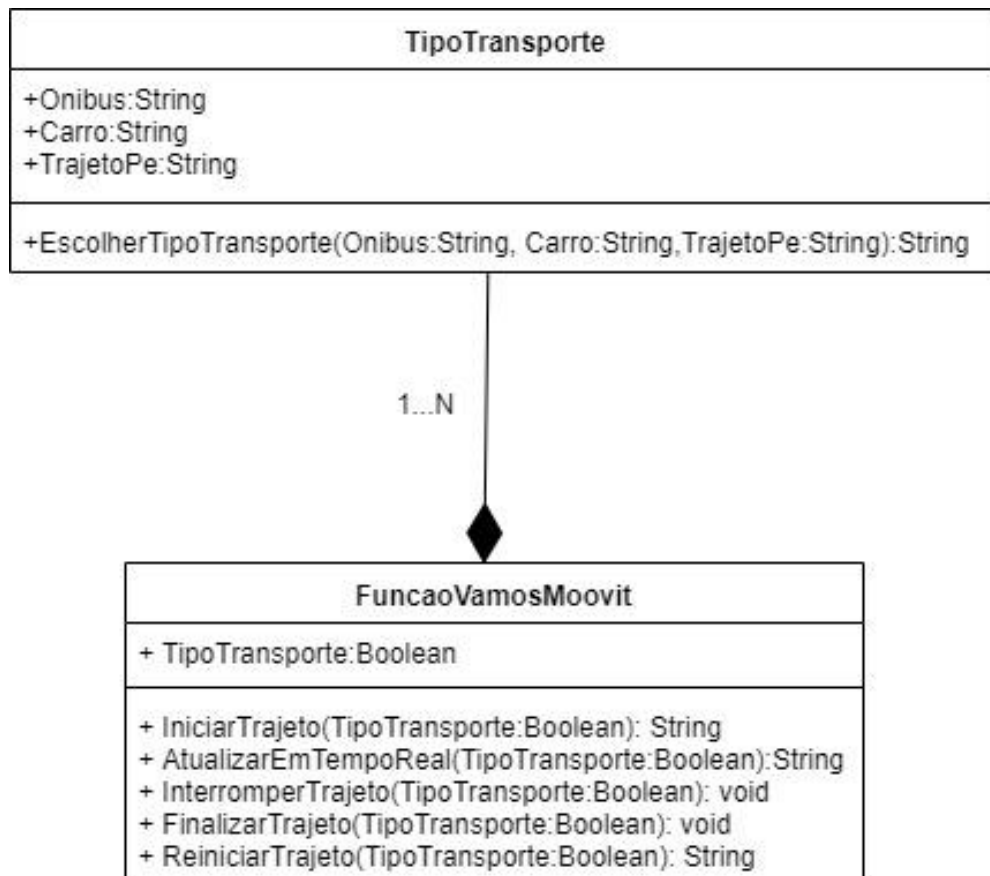 TipoTransporte
+Onibus:String
+Carro:String
+TrajetoPe:String
+EscolherTipoTransporte(Onibus:String, Carro:String,TrajetoPe:String):String
1...N
FuncaoVamosMoovit
+ TipoTransporte:Boolean
+ IniciarTrajeto(TipoTransporte:Boolean): String
+ AtualizarEmTempoReal(TipoTransporte:Boolean):String
+ InterromperTrajeto(TipoTransporte:Boolean): void
+ FinalizarTrajeto(TipoTransporte:Boolean): void
+ ReiniciarTrajeto(TipoTransporte:Boolean): String